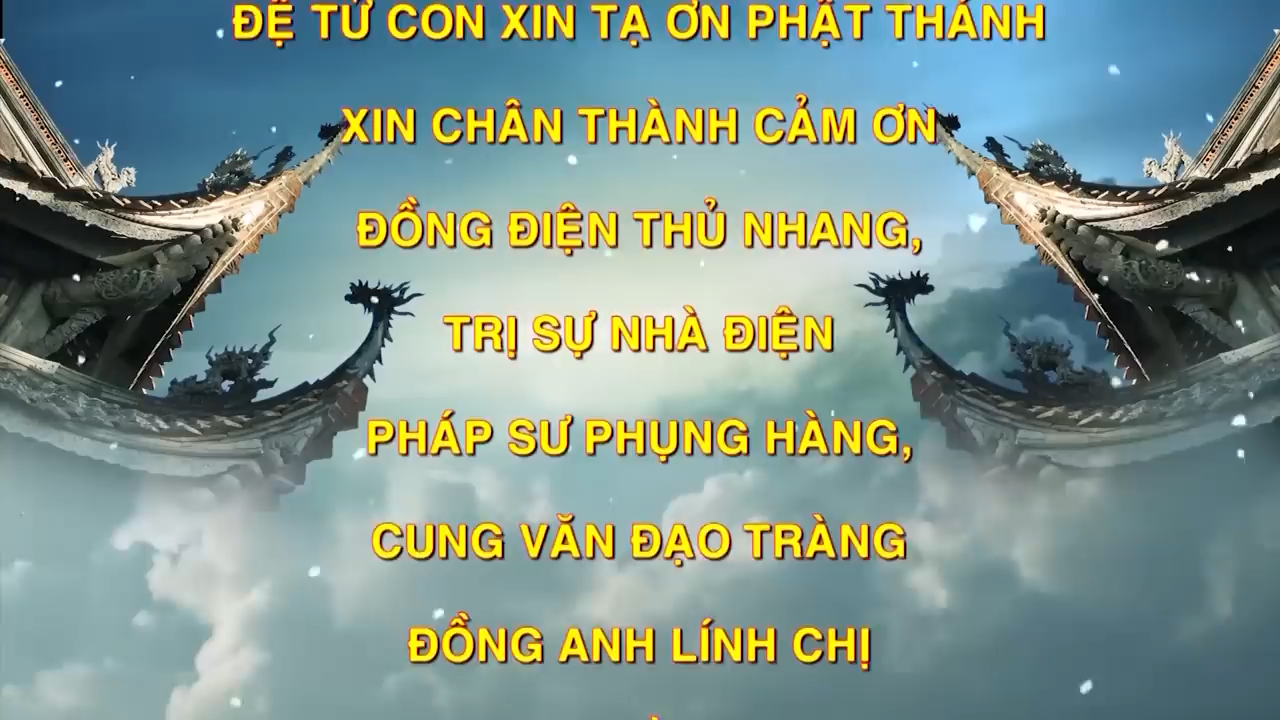 ĐỆ TỬ CON XIN TẠ ƠN PHẬT THÁNH
XIN CHÂN THÀNH CẢM ƠN
ĐỒNG ĐIỆN THỦ NHANG,
TRỊ SỰ NHÀ ĐIỆN
PHÁP SƯ PHỤNG HÀNG,
CUNG VĂN ĐẠO TRÀNG
ĐỒNG ANH LÍNH CHỊ